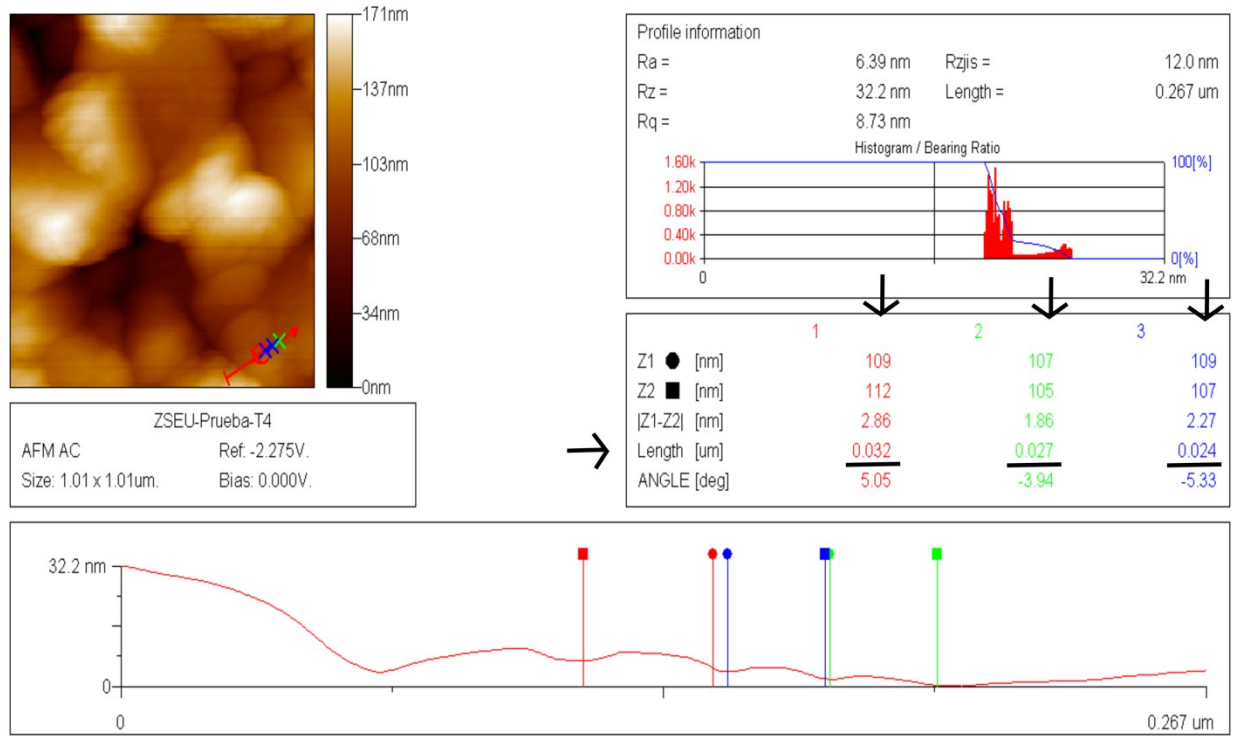 171nm
137nm
103nm
68nm
34nm
0nm
ZSEU-Prueba-T4
AFM AC Ref: -2.275V.
Size: 1.01 x 1.01um. Bias: 0.000V.
Profile information
Ra = 6.39 nm Rzjis = 12.0 nm
Rz = 32.2 nm Length = 0.267 um
Rq = 8.73 nm
Histogram / Bearing Ratio
1.60k 100[%]
1.20k
0.80k
0.40k
0.00k 0[%]
0 32.2 nm
1 2 3
Z1 ● [nm] 109 107 109
Z2 ■ [nm] 112 105 107
|Z1-Z2| [nm] 2.86 1.86 2.27
Length [um] 0.032 0.027 0.024
ANGLE [deg] 5.05 -3.94 -5.33
32.2 nm
0
0 0.267 um